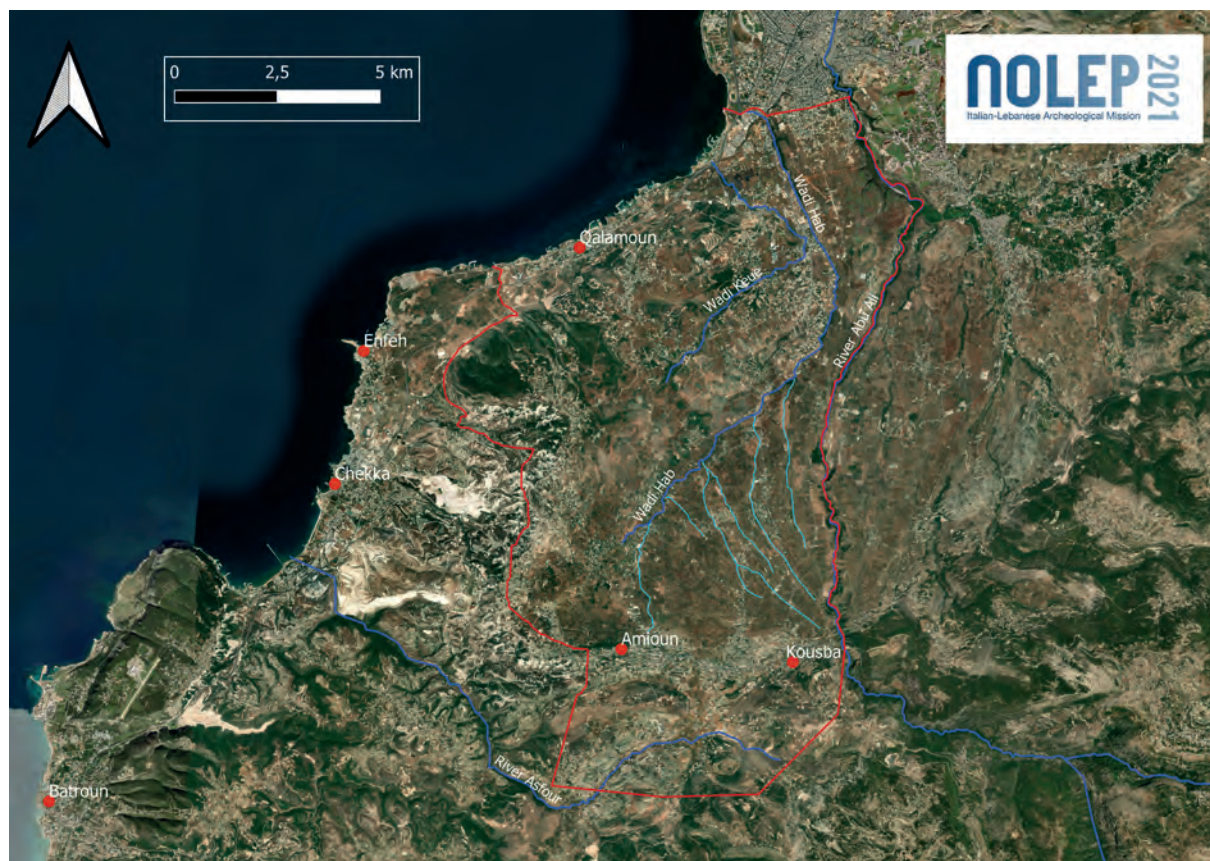 0 2,5 5 km
NOLEP 2021
Italian-Lebanese Archeological Mission
Wadi Hab
Qalamoun
Wadi Keue
River Abu Ali
Enfeh
Chekka
Wadi Hab
Amioun
Kousba
River Asfour
Batroun